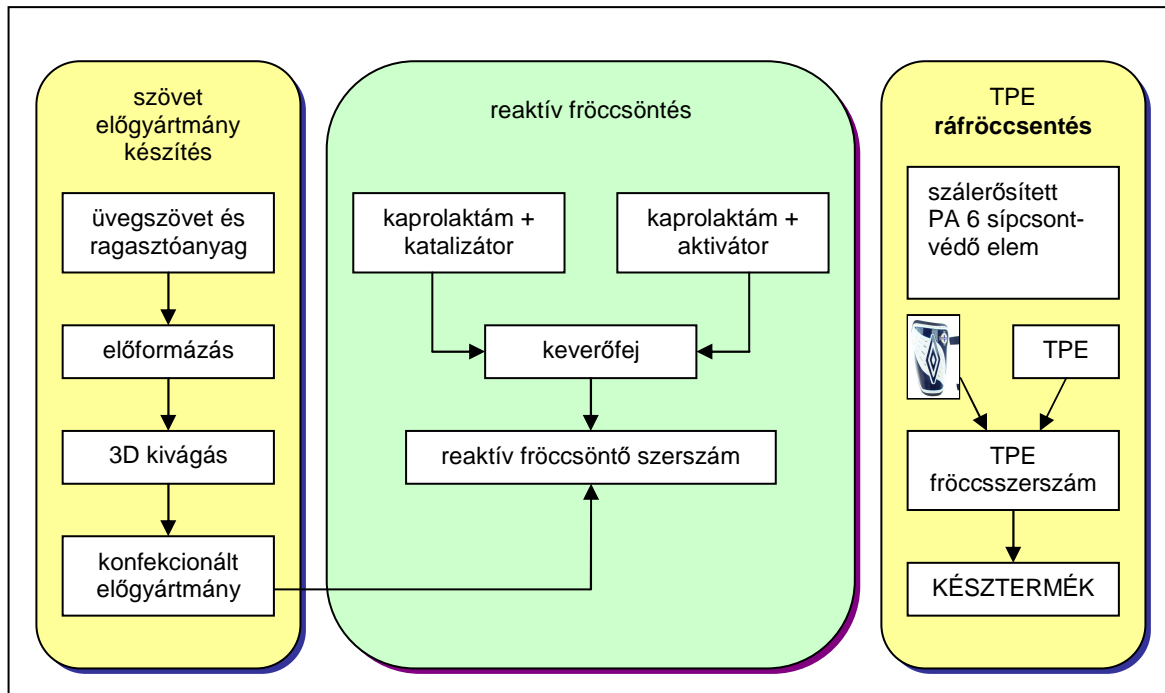 szövet
előgyártmány
készítés
üvegszövet és
ragasztóanyag
előformázás
3D kivágás
konfekcionált
előgyártmány
reaktív fröccsöntés
kaprolaktám +
katalizátor
kaprolaktám +
aktivátor
keverőfej
reaktív fröccsöntő szerszám
TPE
ráfröccsentés
szálerősített
PA 6 sípcsont-
védő elem
TPE
TPE
fröccsszerszám
KÉSZTERMÉK